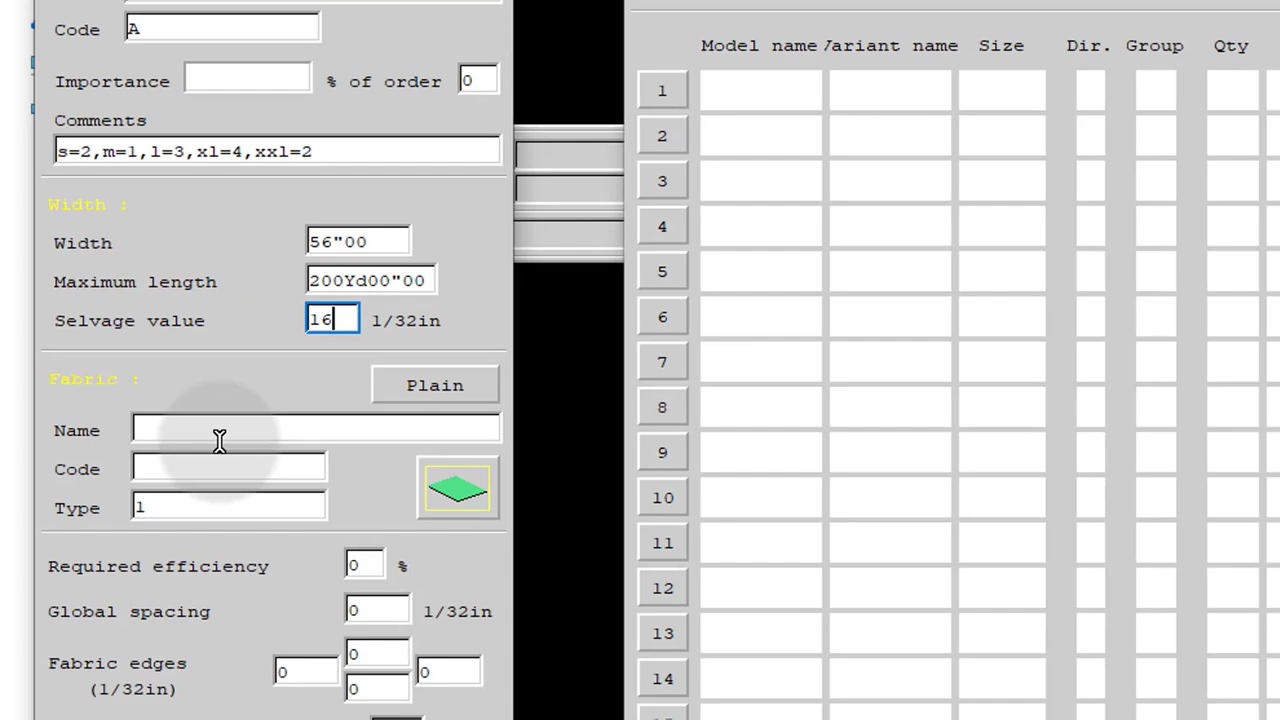 Code A
Importance % of order 0
Comments
s=2,m=1,l=3,xl=4,xxl=2
Width :
Width 56"00
Maximum length 200Yd00"00
Selvage value 16 1/32in
Fabric : Plain
Name
Code
Type 1
Required efficiency 0 %
Global spacing 0 1/32in
Fabric edges 0 0 0
(1/32in) 0
Model name Variant name Size Dir. Group Qty
1
2
3
4
5
6
7
8
9
10
11
12
13
14